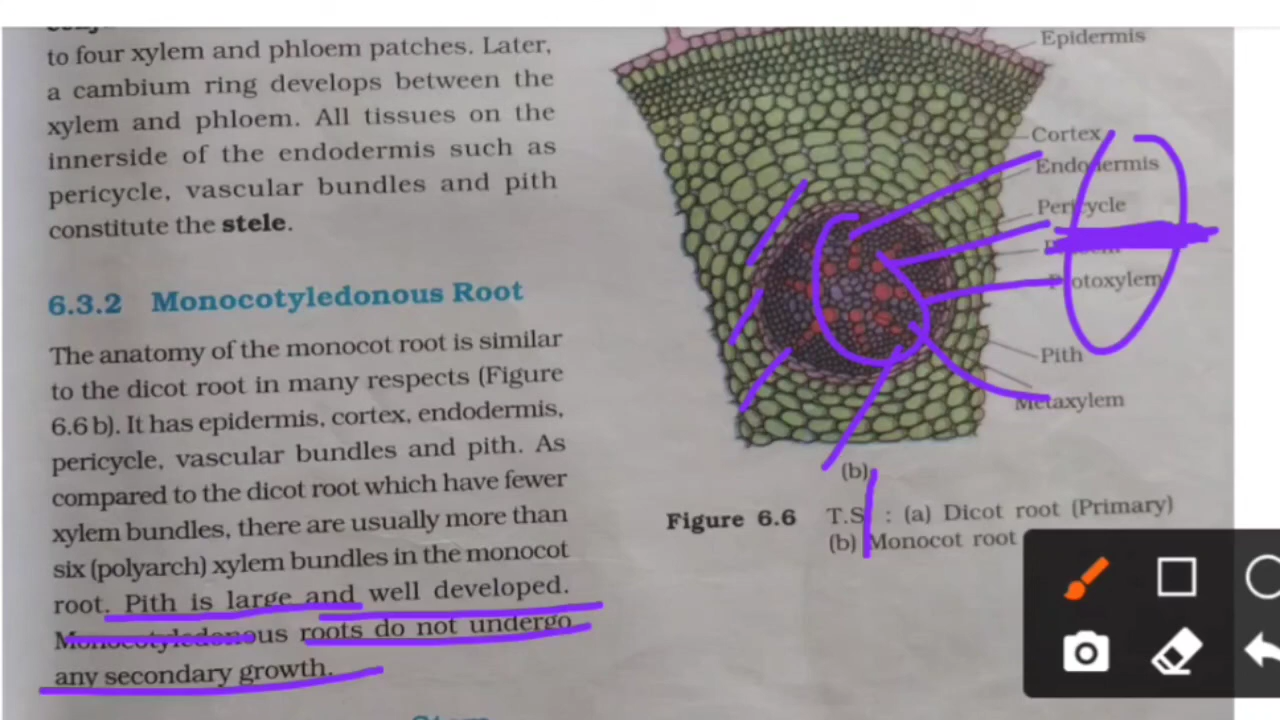 to four xylem and phloem patches. Later,
a cambium ring develops between the
xylem and phloem. All tissues on the
innerside of the endodermis such as
pericycle, vascular bundles and pith
constitute the stele.
6.3.2 Monocotyledonous Root
The anatomy of the monocot root is similar
to the dicot root in many respects (Figure
6.6 b). It has epidermis, cortex, endodermis,
pericycle, vascular bundles and pith. As
compared to the dicot root which have fewer
xylem bundles, there are usually more than
six (polyarch) xylem bundles in the monocot
root. Pith is large and well developed.
Monocotyledonous roots do not undergo
any secondary growth.
Epidermis
Cortex
Endodermis
Pericycle
Protoxylem
Pith
Metaxylem
(b)
Figure 6.6 T.S. : (a) Dicot root (Primary)
(b) Monocot root